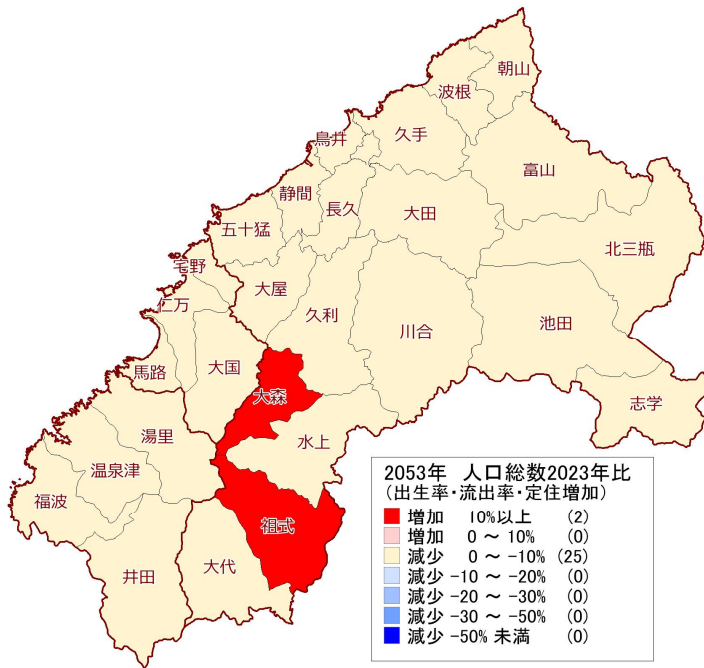 朝山
波根
鳥井
久手
富山
静間
長久
大田
五十猛
北三瓶
宅野
大屋
仁万
久利
池田
川合
馬路
大国
大森
志学
湯里
水上
温泉津
福波
祖式
井田
大代
2053年 人口総数2023年比
(出生率・流出率・定住増加)
増加 10%以上 (2)
増加 0 ~ 10% (0)
減少 0 ~ -10% (25)
減少 -10 ~ -20% (0)
減少 -20 ~ -30% (0)
減少 -30 ~ -50% (0)
減少 -50% 未満 (0)